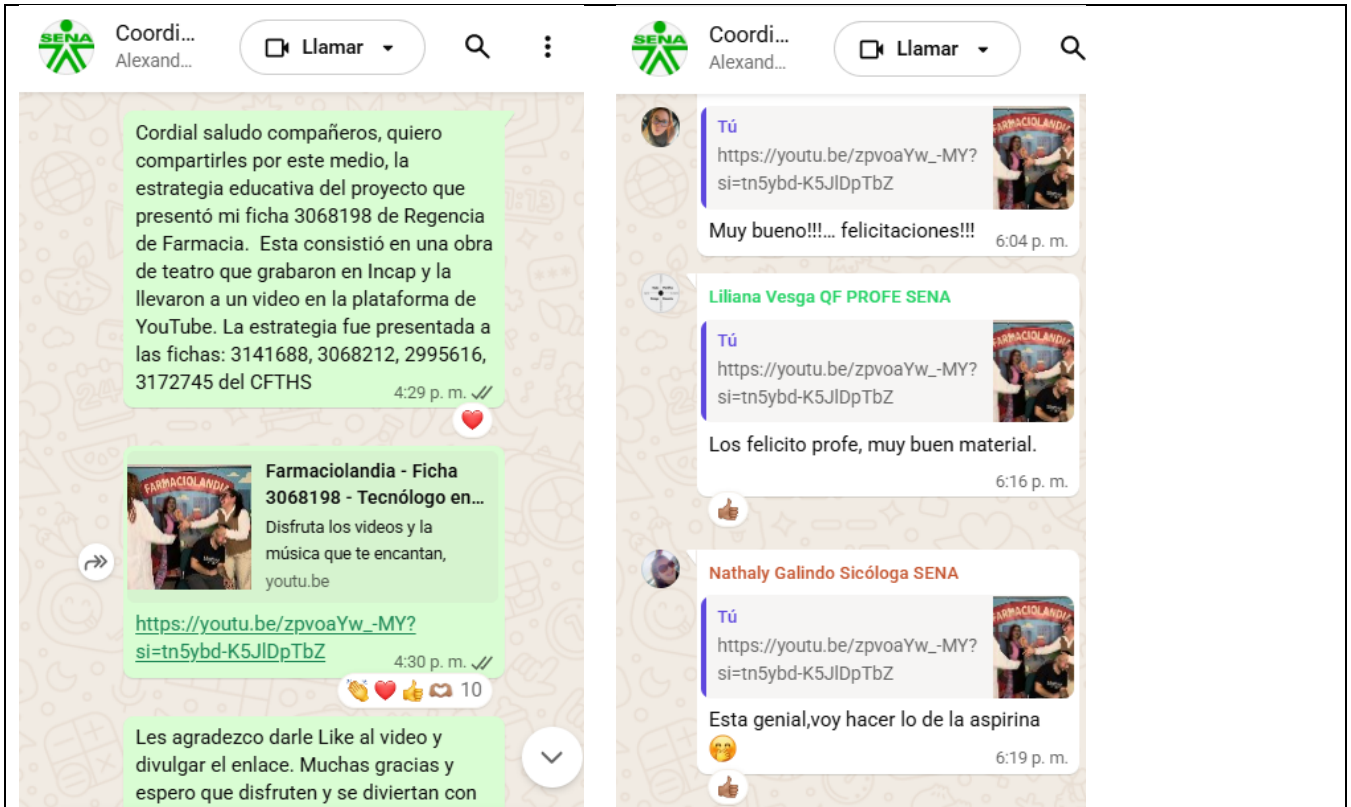 SENA
Coordi...
Alexand...
Llamar
Cordial saludo compañeros, quiero
compartirles por este medio, la
estrategia educativa del proyecto que
presentó mi ficha 3068198 de Regencia
de Farmacia. Esta consistió en una obra
de teatro que grabaron en Incap y la
llevaron a un video en la plataforma de
YouTube. La estrategia fue presentada a
las fichas: 3141688, 3068212, 2995616,
3172745 del CFTHS
4:29 p. m.
FARMACIOLANDIA
Farmaciolandia - Ficha
3068198 - Tecnólogo en...
Disfruta los videos y la
música que te encantan,
youtu.be
https://youtu.be/zpvoaYw_-MY?
si=tn5ybd-K5JlDpTbZ
4:30 p. m.
10
Les agradezco darle Like al video y
divulgar el enlace. Muchas gracias y
espero que disfruten y se diviertan con
SENA
Coordi...
Alexand...
Llamar
Tú
https://youtu.be/zpvoaYw_-MY?
si=tn5ybd-K5JlDpTbZ
FARMACIOLANDIA
Muy bueno!!!... felicitaciones!!!
6:04 p. m.
Liliana Vesga QF PROFE SENA
Tú
https://youtu.be/zpvoaYw_-MY?
si=tn5ybd-K5JlDpTbZ
FARMACIOLANDIA
Los felicito profe, muy buen material.
6:16 p. m.
Nathaly Galindo Sicóloga SENA
Tú
https://youtu.be/zpvoaYw_-MY?
si=tn5ybd-K5JlDpTbZ
FARMACIOLANDIA
Esta genial,voy hacer lo de la aspirina
🤭
6:19 p. m.